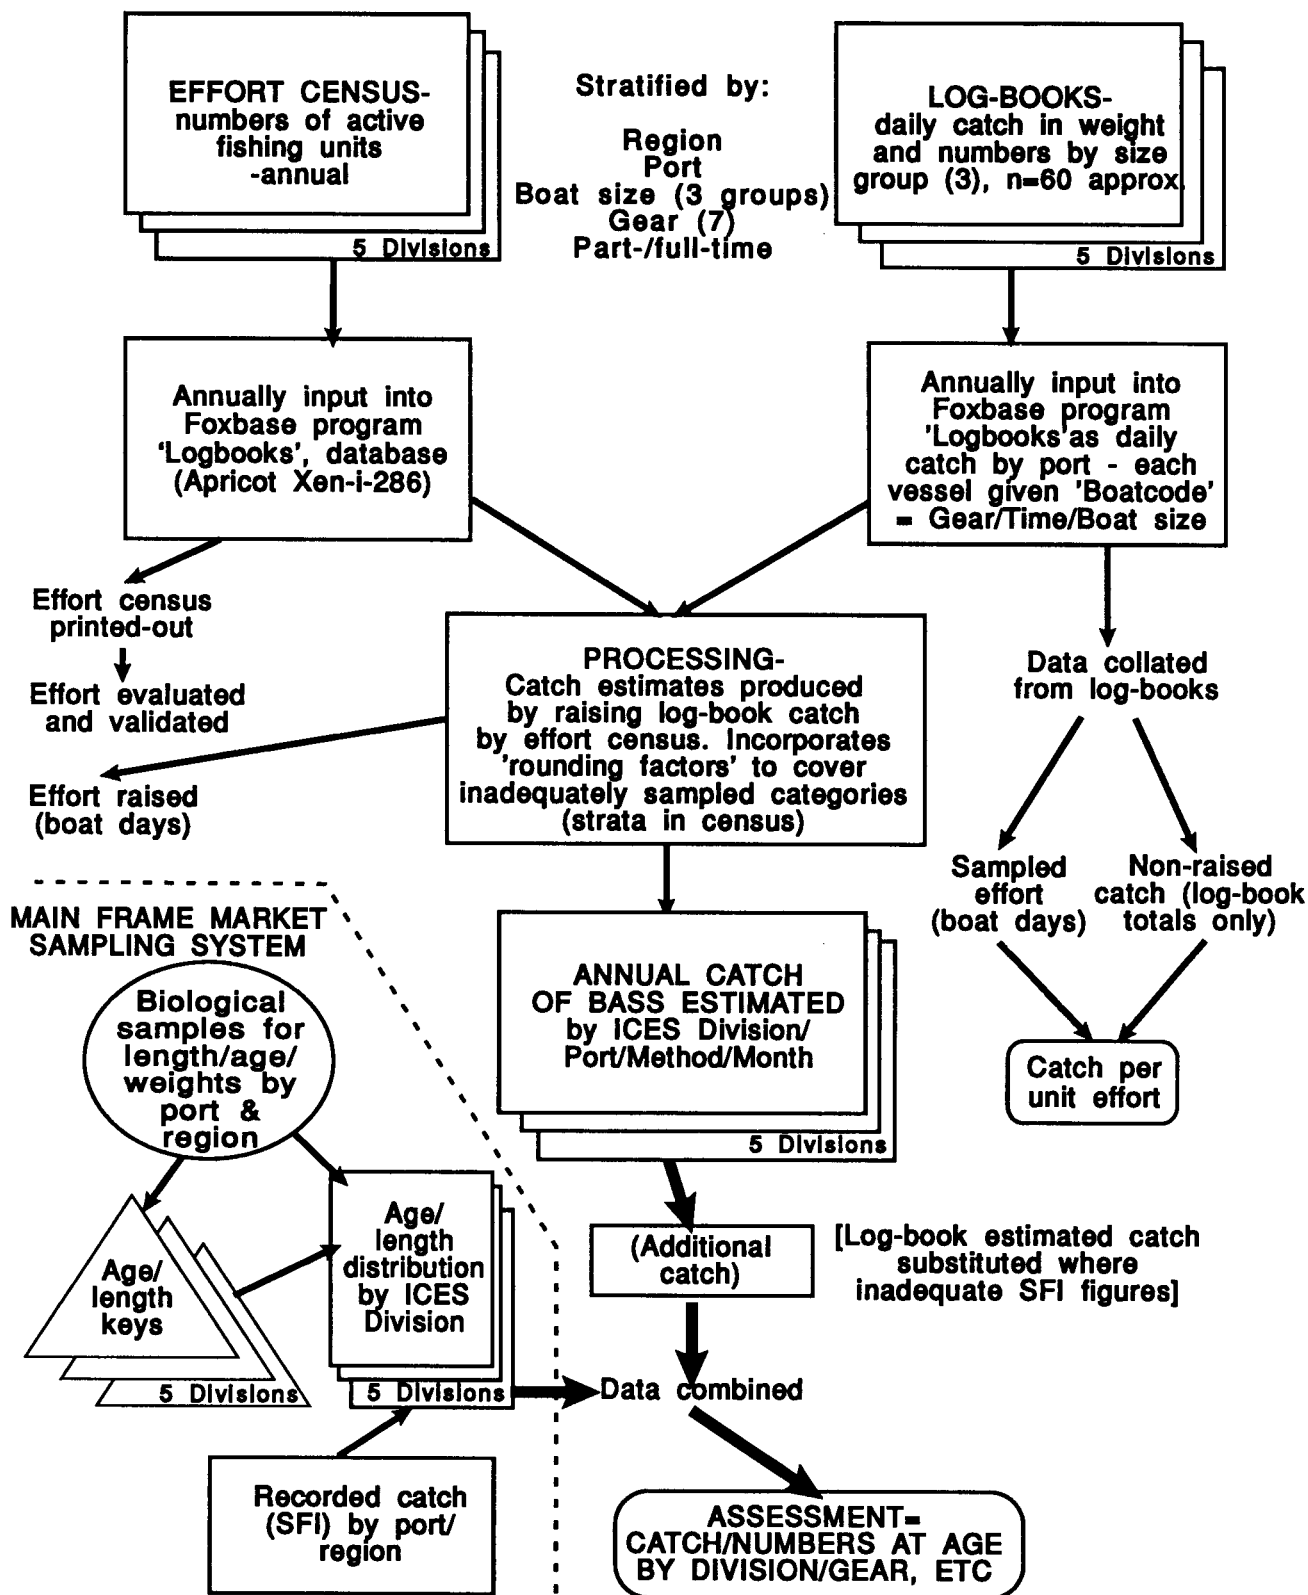 EFFORT CENSUS-
numbers of active
fishing units
-annual
5 Divisions
Stratified by:
Region
Port
Boat size (3 groups)
Gear (7)
Part-/full-time
LOG-BOOKS-
daily catch in weight
and numbers by size
group (3), n=60 approx.
5 Divisions
Annually input into
Foxbase program
'Logbooks', database
(Apricot Xen-i-286)
Annually input into
Foxbase program
'Logbooks'as daily
catch by port - each
vessel given 'Boatcode'
= Gear/Time/Boat size
Effort census
printed-out
Effort evaluated
and validated
Effort raised
(boat days)
PROCESSING-
Catch estimates produced
by raising log-book catch
by effort census. Incorporates
'rounding factors' to cover
inadequately sampled categories
(strata in census)
Data collated
from log-books
Sampled
effort
(boat days)
Non-raised
catch (log-book
totals only)
Catch per
unit effort
MAIN FRAME MARKET
SAMPLING SYSTEM
Biological
samples for
length/age/
weights by
port &
region
ANNUAL CATCH
OF BASS ESTIMATED
by ICES Division/
Port/Method/Month
5 Divisions
Age/
length
keys
5 Divisions
Age/
length
distribution
by ICES
Division
5 Divisions
(Additional
catch)
[Log-book estimated catch
substituted where
inadequate SFI figures]
Data combined
Recorded catch
(SFI) by port/
region
ASSESSMENT=
CATCH/NUMBERS AT AGE
BY DIVISION/GEAR, ETC